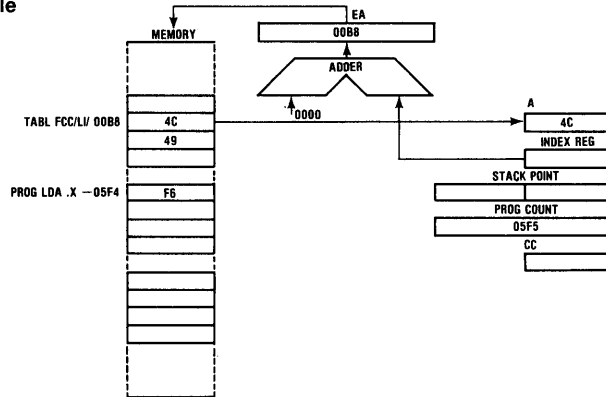 le
EA
00B8
MEMORY
ADDER
0000
A
TABL FCC/LI/ 00B8
4C
4C
49
INDEX REG
STACK POINT
PROG LDA .X —05F4
F6
PROG COUNT
05F5
CC